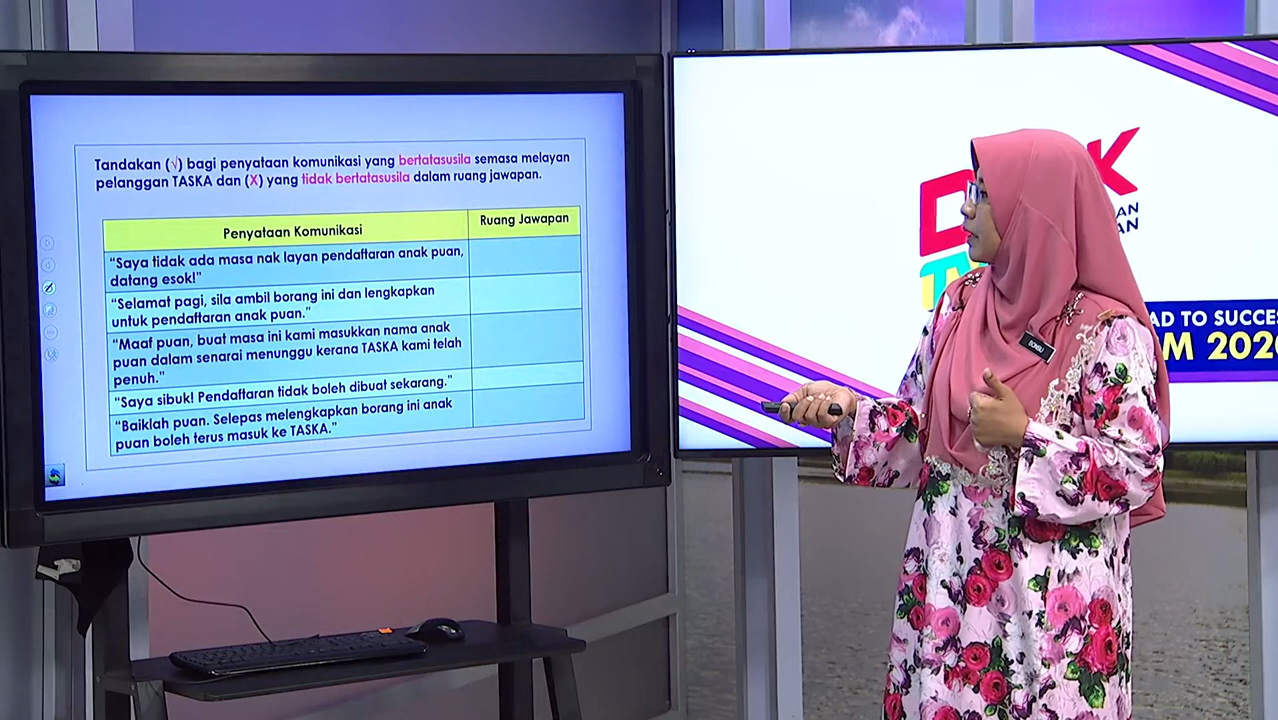 Tandakan (√) bagi penyataan komunikasi yang bertatasusila semasa melayan
pelanggan TASKA dan (X) yang tidak bertatasusila dalam ruang jawapan.
Penyataan Komunikasi
Ruang Jawapan
“Saya tidak ada masa nak layan pendaftaran anak puan,
datang esok!”
“Selamat pagi, sila ambil borang ini dan lengkapkan
untuk pendaftaran anak puan.”
“Maaf puan, buat masa ini kami masukkan nama anak
puan dalam senarai menunggu kerana TASKA kami telah
penuh.”
“Saya sibuk! Pendaftaran tidak boleh dibuat sekarang.”
“Baiklah puan. Selepas melengkapkan borang ini anak
puan boleh terus masuk ke TASKA.”
D K
AN
AN
AD TO SUCCES
M 2020